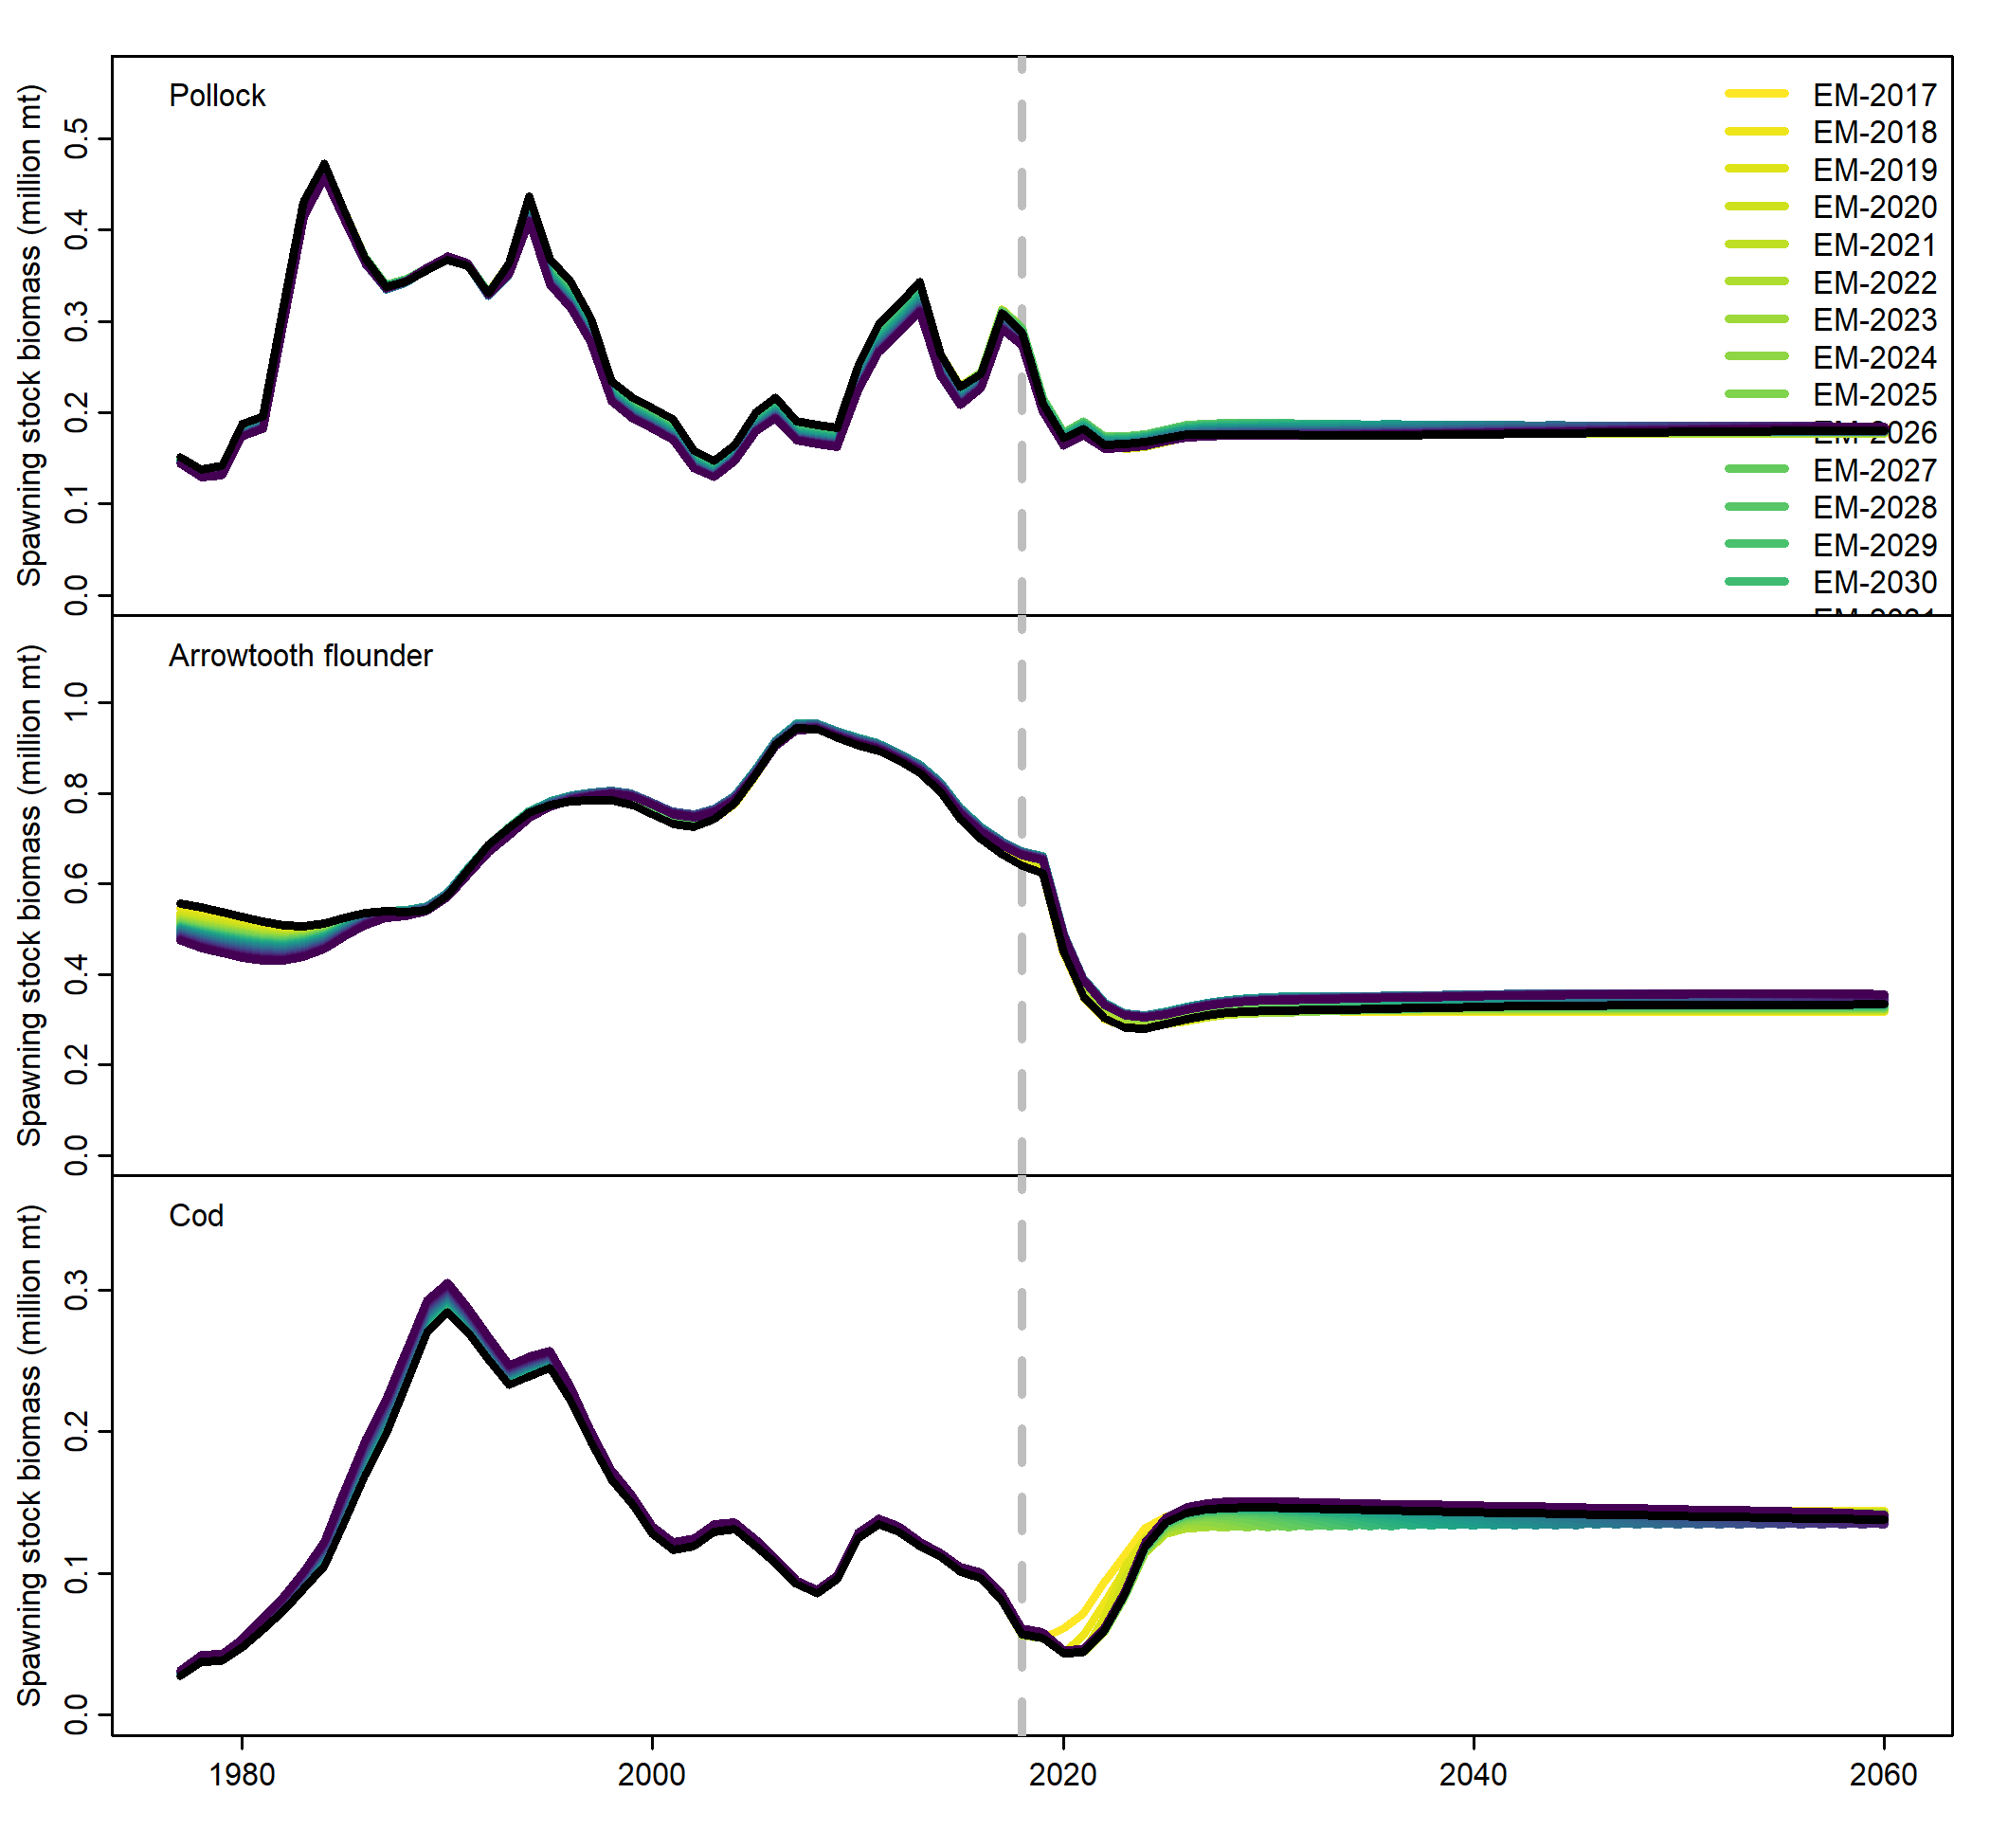 Pollock
EM-2017
EM-2018
EM-2019
EM-2020
EM-2021
EM-2022
EM-2023
EM-2024
EM-2025
EM-2026
EM-2027
EM-2028
EM-2029
EM-2030
Spawning stock biomass (million mt)
0.5
0.4
0.3
0.2
0.1
0.0
Arrowtooth flounder
Spawning stock biomass (million mt)
1.0
0.8
0.6
0.4
0.2
0.0
Cod
Spawning stock biomass (million mt)
0.3
0.2
0.1
0.0
1980
2000
2020
2040
2060